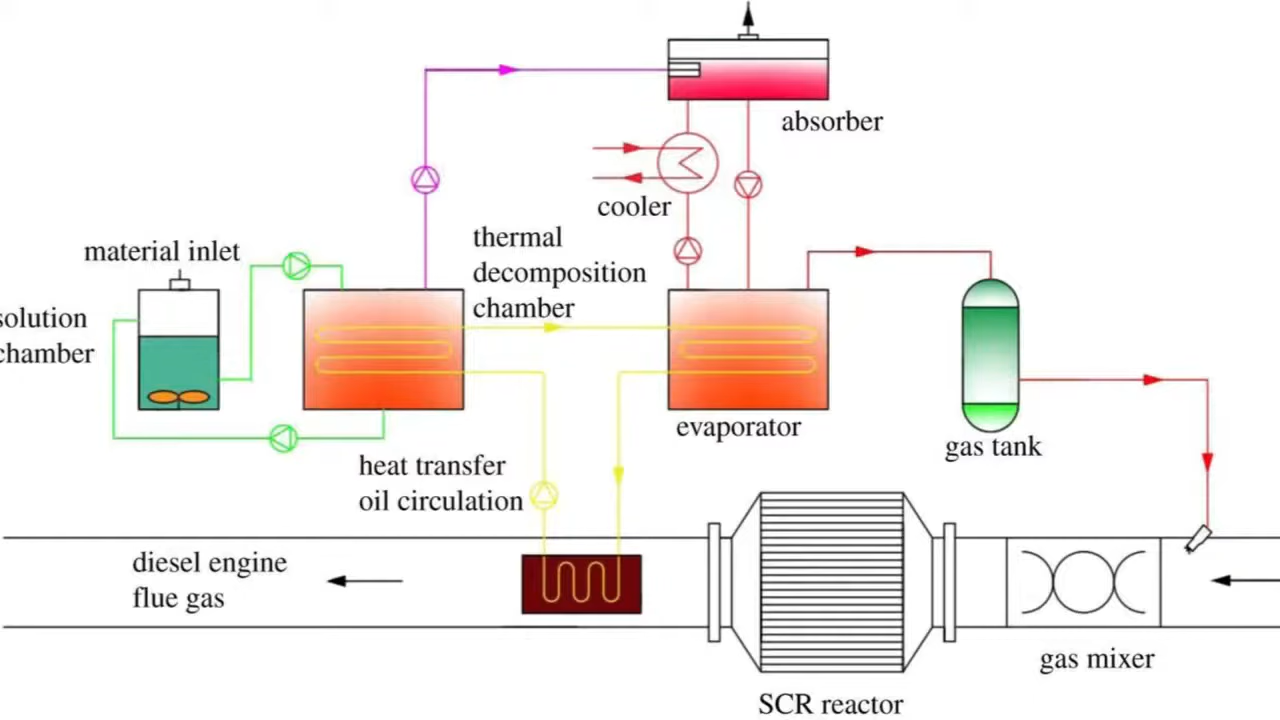 absorber
cooler
thermal
decomposition
chamber
material inlet
solution
chamber
evaporator
gas tank
heat transfer
oil circulation
diesel engine
flue gas
gas mixer
SCR reactor